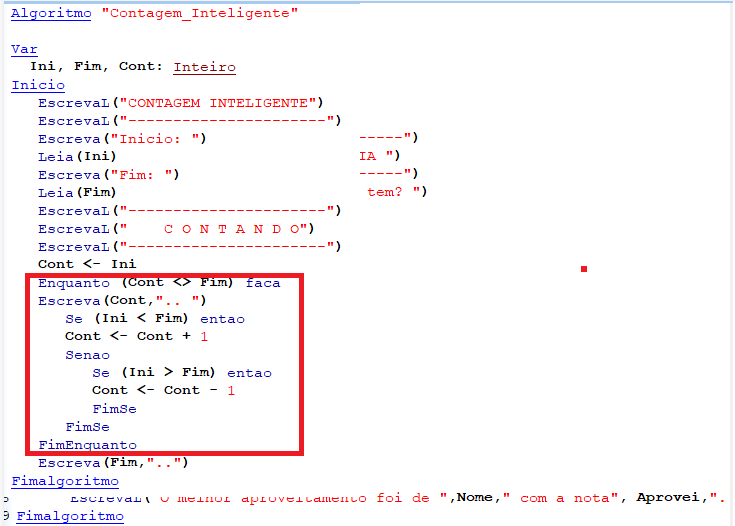 Algoritmo "Contagem_Inteligente"
Var
Ini, Fim, Cont: Inteiro
Inicio
EscrevaL("CONTAGEM INTELIGENTE")
EscrevaL("----------------------")
Escreva("Inicio: ") -----")
Leia(Ini) IA ")
Escreva("Fim: ") -----")
Leia(Fim) tem? ")
EscrevaL("----------------------")
EscrevaL("    C O N T A N D O")
EscrevaL("----------------------")
Cont <- Ini
Enquanto (Cont <> Fim) faca
Escreva(Cont,".. ")
Se (Ini < Fim) entao
Cont <- Cont + 1
Senao
Se (Ini > Fim) entao
Cont <- Cont - 1
FimSe
FimSe
FimEnquanto
Escreva(Fim,"..")
Fimalgoritmo
EscrevaL("O melhor aproveitamento foi de ",Nome," com a nota", Aprovei,".
9 Fimalgoritmo